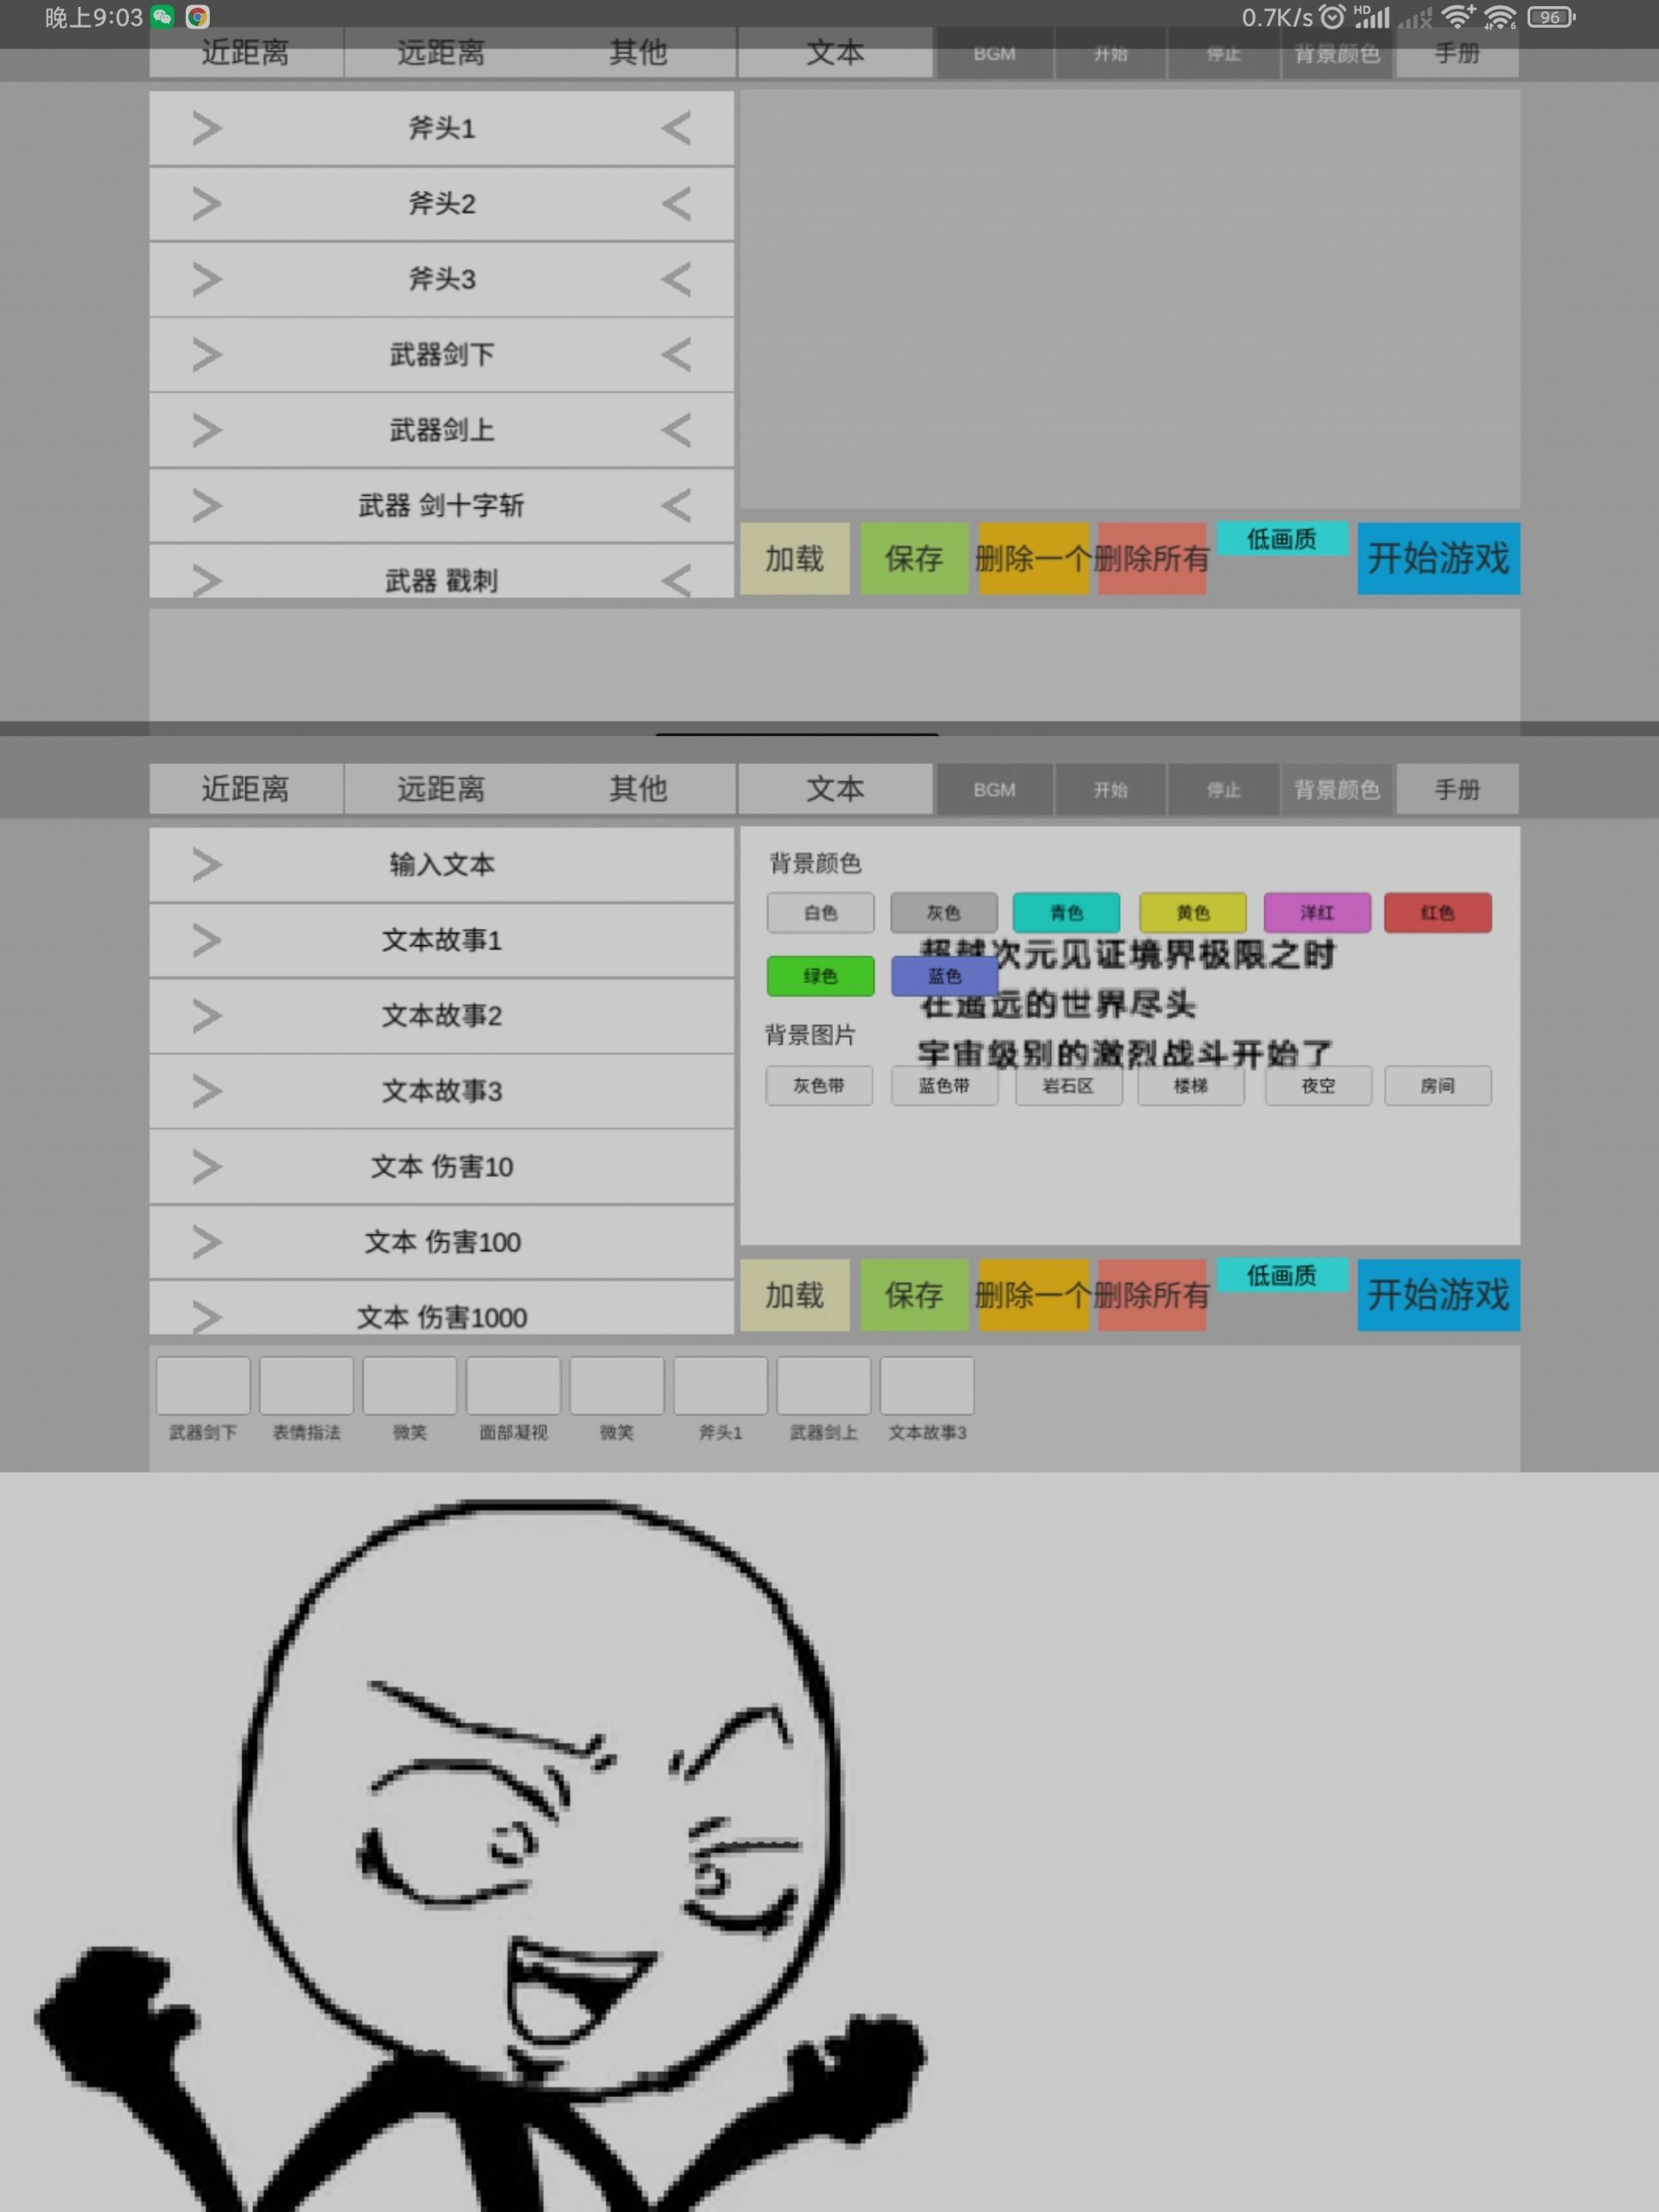 晚上9:03 0.7K/s HD 96
近距离 远距离 其他 文本 BGM 开始 停止 背景颜色 手册
斧头1
斧头2
斧头3
武器剑下
武器剑上
武器 剑十字斩
武器 戳刺
加载 保存 删除一个 删除所有 低画质 开始游戏
近距离 远距离 其他 文本 BGM 开始 停止 背景颜色 手册
输入文本
文本故事1
文本故事2
文本故事3
文本 伤害10
文本 伤害100
文本 伤害1000
背景颜色
白色 灰色 青色 黄色 洋红 红色
超越次元见证境界极限之时
绿色 蓝色
在遥远的世界尽头
背景图片
宇宙级别的激烈战斗开始了
灰色带 蓝色带 岩石区 楼梯 夜空 房间
加载 保存 删除一个 删除所有 低画质 开始游戏
武器剑下 表情指法 微笑 面部凝视 微笑 斧头1 武器剑上 文本故事3